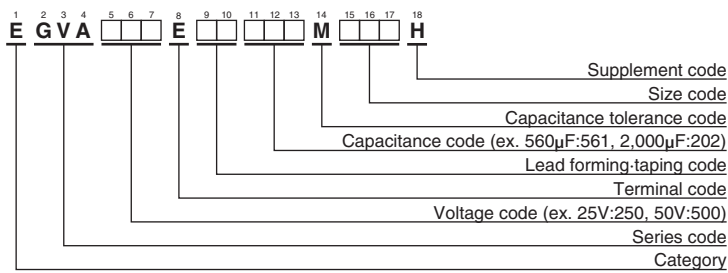 1 2 3 4 5 6 7 8 9 10 11 12 13 14 15 16 17 18
E GVA E M H
Supplement code
Size code
Capacitance tolerance code
Capacitance code (ex. 560µF:561, 2,000µF:202)
Lead forming·taping code
Terminal code
Voltage code (ex. 25V:250, 50V:500)
Series code
Category